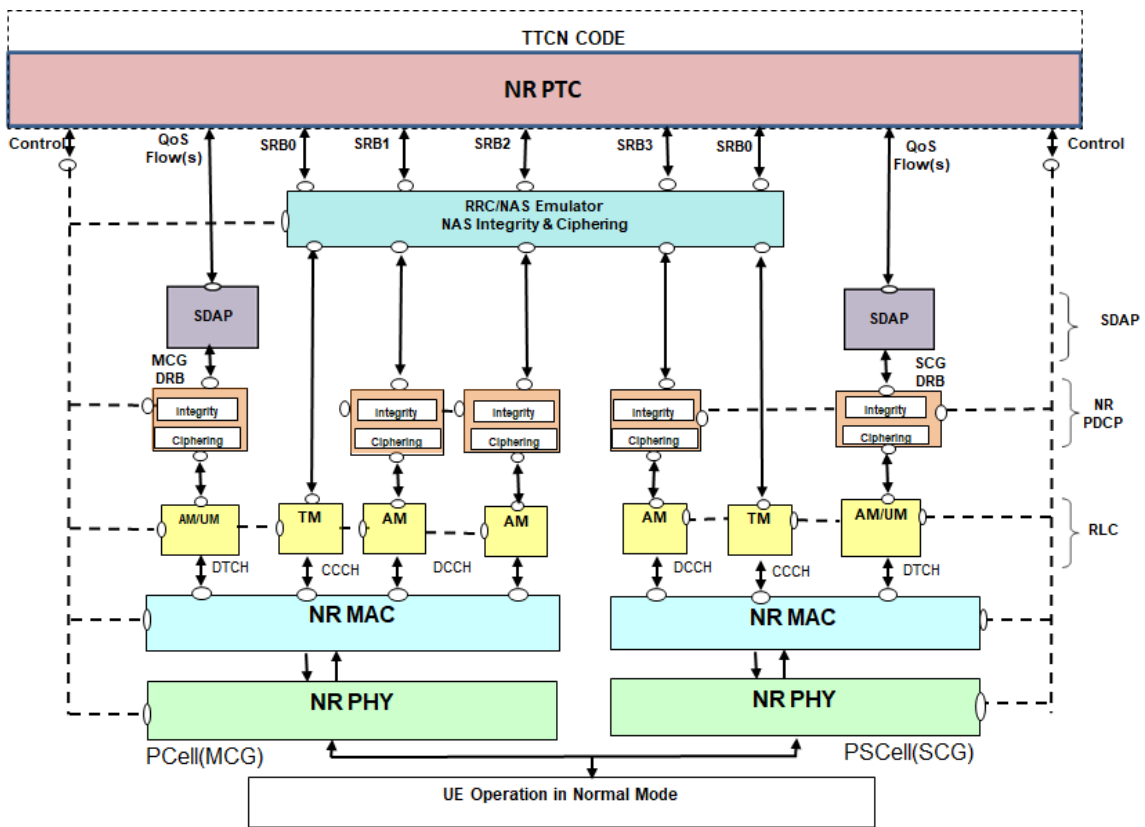 TTCN CODE
NR PTC
Control
QoS
Flow(s)
SRB0
SRB1
SRB2
SRB3
SRB0
QoS
Flow(s)
Control
RRC/NAS Emulator
NAS Integrity & Ciphering
SDAP
SDAP
SDAP
MCG
DRB
SCG
DRB
Integrity
Ciphering
Integrity
Ciphering
Integrity
Ciphering
Integrity
Ciphering
Integrity
Ciphering
NR
PDCP
AM/UM
TM
AM
AM
AM
TM
AM/UM
RLC
DTCH
CCCH
DCCH
DCCH
CCCH
DTCH
NR MAC
NR MAC
NR PHY
NR PHY
PCell(MCG)
PSCell(SCG)
UE Operation in Normal Mode